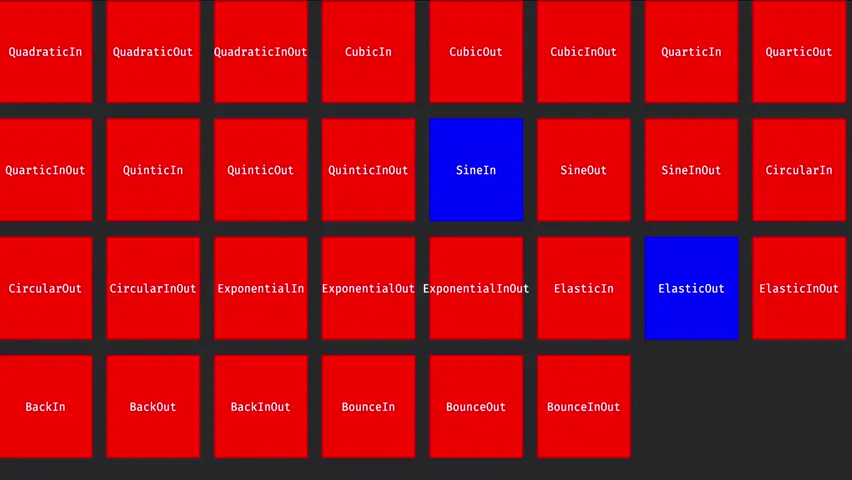 QuadraticIn
QuadraticOut
QuadraticInOut
CubicIn
CubicOut
CubicInOut
QuarticIn
QuarticOut
QuarticInOut
QuinticIn
QuinticOut
QuinticInOut
SineIn
SineOut
SineInOut
CircularIn
CircularOut
CircularInOut
ExponentialIn
ExponentialOut
ExponentialInOut
ElasticIn
ElasticOut
ElasticInOut
BackIn
BackOut
BackInOut
BounceIn
BounceOut
BounceInOut